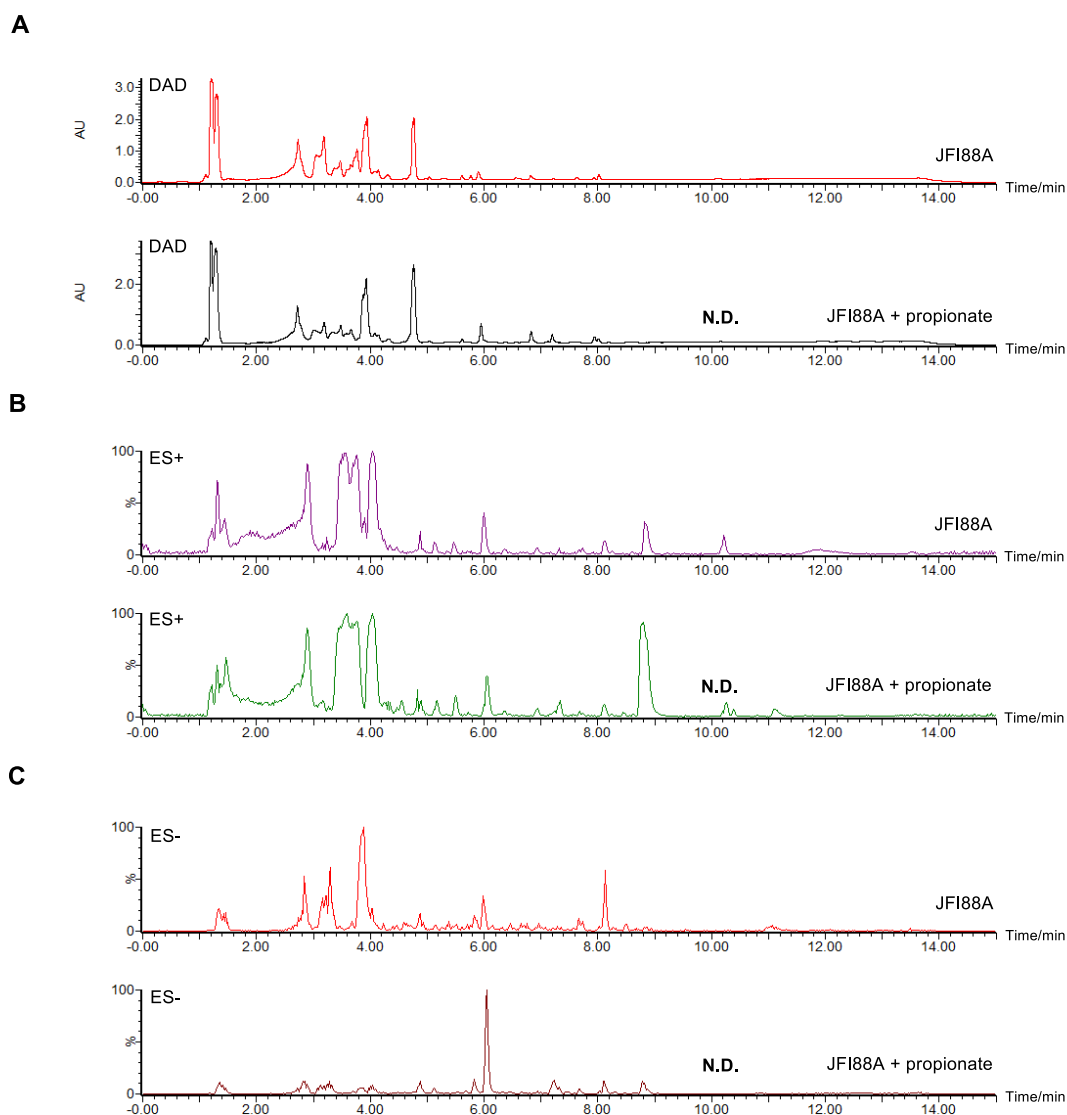 A
DAD
3.0
2.0
1.0
0.0
AU
JFI88A
-0.00 2.00 4.00 6.00 8.00 10.00 12.00 14.00 Time/min
DAD
2.0
0.0
AU
N.D. JFI88A + propionate
-0.00 2.00 4.00 6.00 8.00 10.00 12.00 14.00 Time/min
B
100
ES+
%
0
JFI88A
-0.00 2.00 4.00 6.00 8.00 10.00 12.00 14.00 Time/min
100
ES+
%
0
N.D. JFI88A + propionate
-0.00 2.00 4.00 6.00 8.00 10.00 12.00 14.00 Time/min
C
100
ES-
%
0
JFI88A
-0.00 2.00 4.00 6.00 8.00 10.00 12.00 14.00 Time/min
100
ES-
%
0
N.D. JFI88A + propionate
-0.00 2.00 4.00 6.00 8.00 10.00 12.00 14.00 Time/min